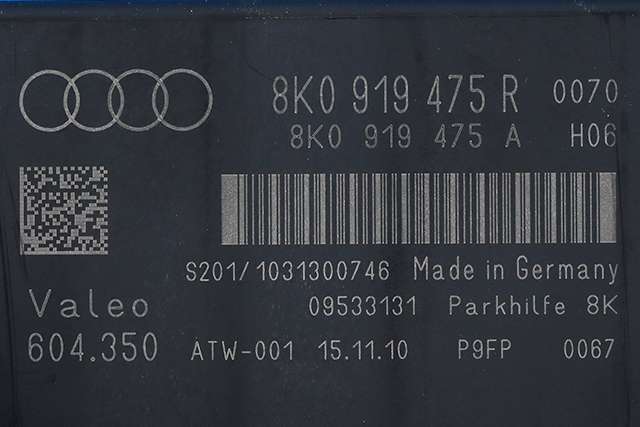 8K0 919 475 R 0070
8K0 919 475 A H06
S201/1031300746 Made in Germany
Valeo 09533131 Parkhilfe 8K
604.350 ATW-001 15.11.10 P9FP 0067